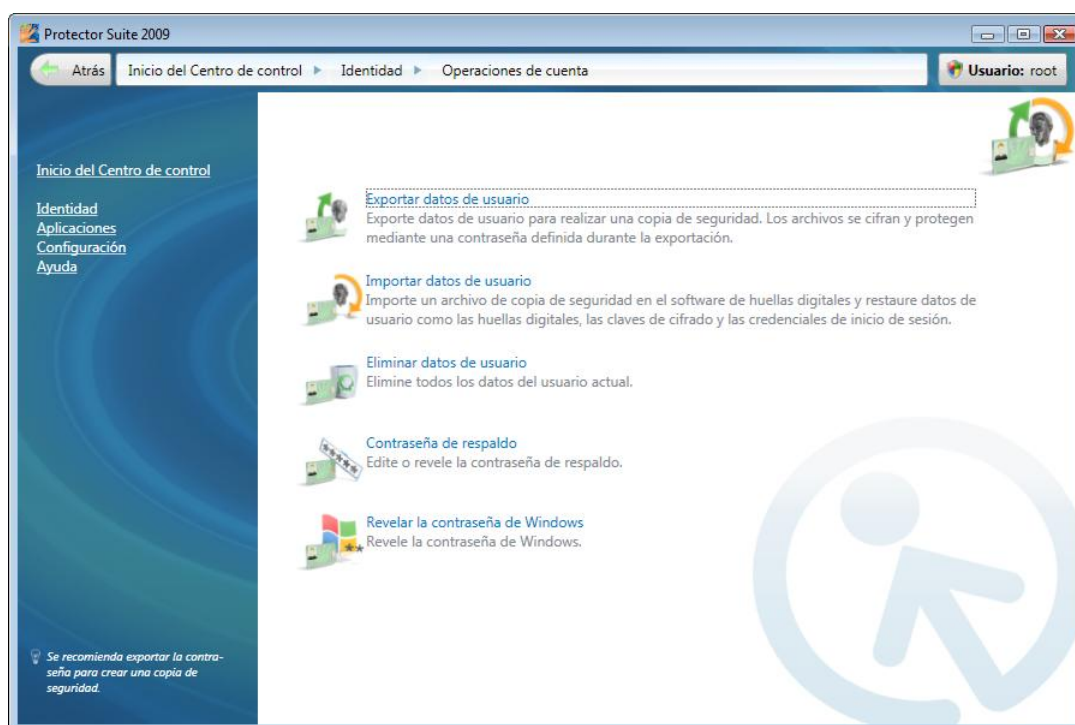 Protector Suite 2009
Atrás
Inicio del Centro de control
Identidad
Operaciones de cuenta
Usuario: root
Inicio del Centro de control
Identidad
Aplicaciones
Configuración
Ayuda
Exportar datos de usuario
Exporte datos de usuario para realizar una copia de seguridad. Los archivos se cifran y protegen
mediante una contraseña definida durante la exportación.
Importar datos de usuario
Importe un archivo de copia de seguridad en el software de huellas digitales y restaure datos de
usuario como las huellas digitales, las claves de cifrado y las credenciales de inicio de sesión.
Eliminar datos de usuario
Elimine todos los datos del usuario actual.
Contraseña de respaldo
Edite o revele la contraseña de respaldo.
Revelar la contraseña de Windows
Revele la contraseña de Windows.
Se recomienda exportar la contra-
seña para crear una copia de
seguridad.